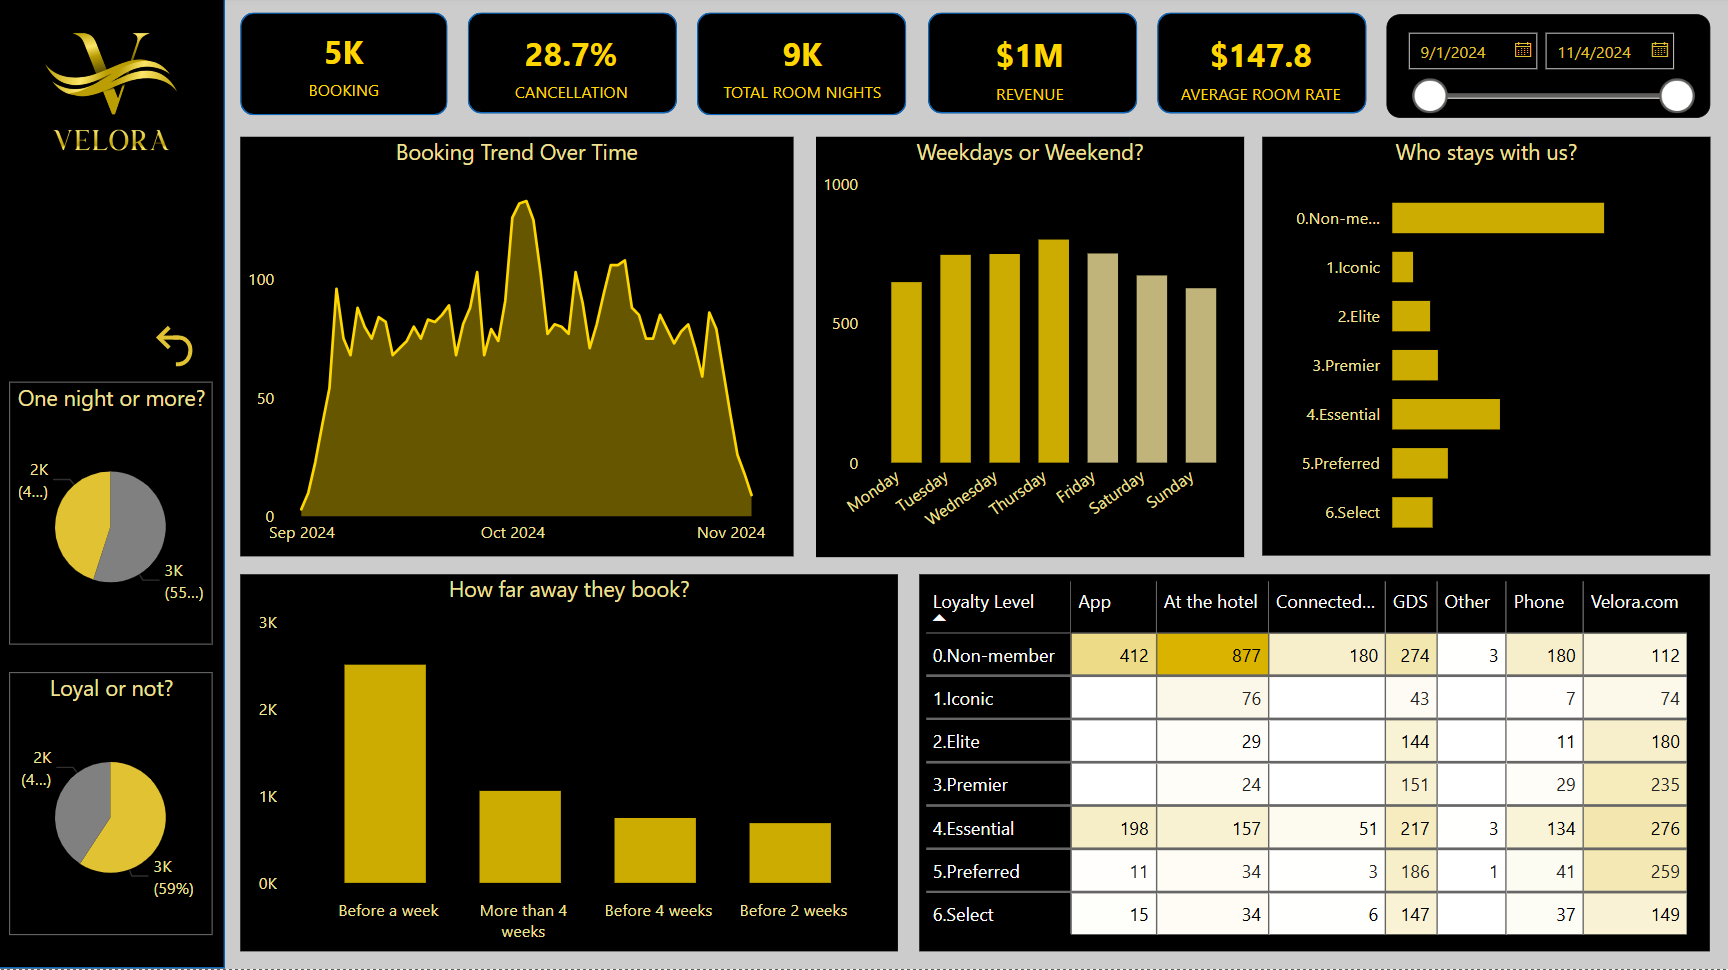 VELORA
5K
BOOKING
28.7%
CANCELLATION
9K
TOTAL ROOM NIGHTS
$1M
REVENUE
$147.8
AVERAGE ROOM RATE
9/1/2024
11/4/2024
Booking Trend Over Time
100
50
0
Sep 2024
Oct 2024
Nov 2024
Weekdays or Weekend?
1000
500
0
Monday
Tuesday
Wednesday
Thursday
Friday
Saturday
Sunday
Who stays with us?
0.Non-me...
1.Iconic
2.Elite
3.Premier
4.Essential
5.Preferred
6.Select
One night or more?
2K
(4...)
3K
(55...)
Loyal or not?
2K
(4...)
3K
(59%)
How far away they book?
3K
2K
1K
0K
Before a week
More than 4
weeks
Before 4 weeks
Before 2 weeks
Loyalty Level App At the hotel Connected... GDS Other Phone Velora.com
0.Non-member 412 877 180 274 3 180 112
1.Iconic 76 43 7 74
2.Elite 29 144 11 180
3.Premier 24 151 29 235
4.Essential 198 157 51 217 3 134 276
5.Preferred 11 34 3 186 1 41 259
6.Select 15 34 6 147 37 149